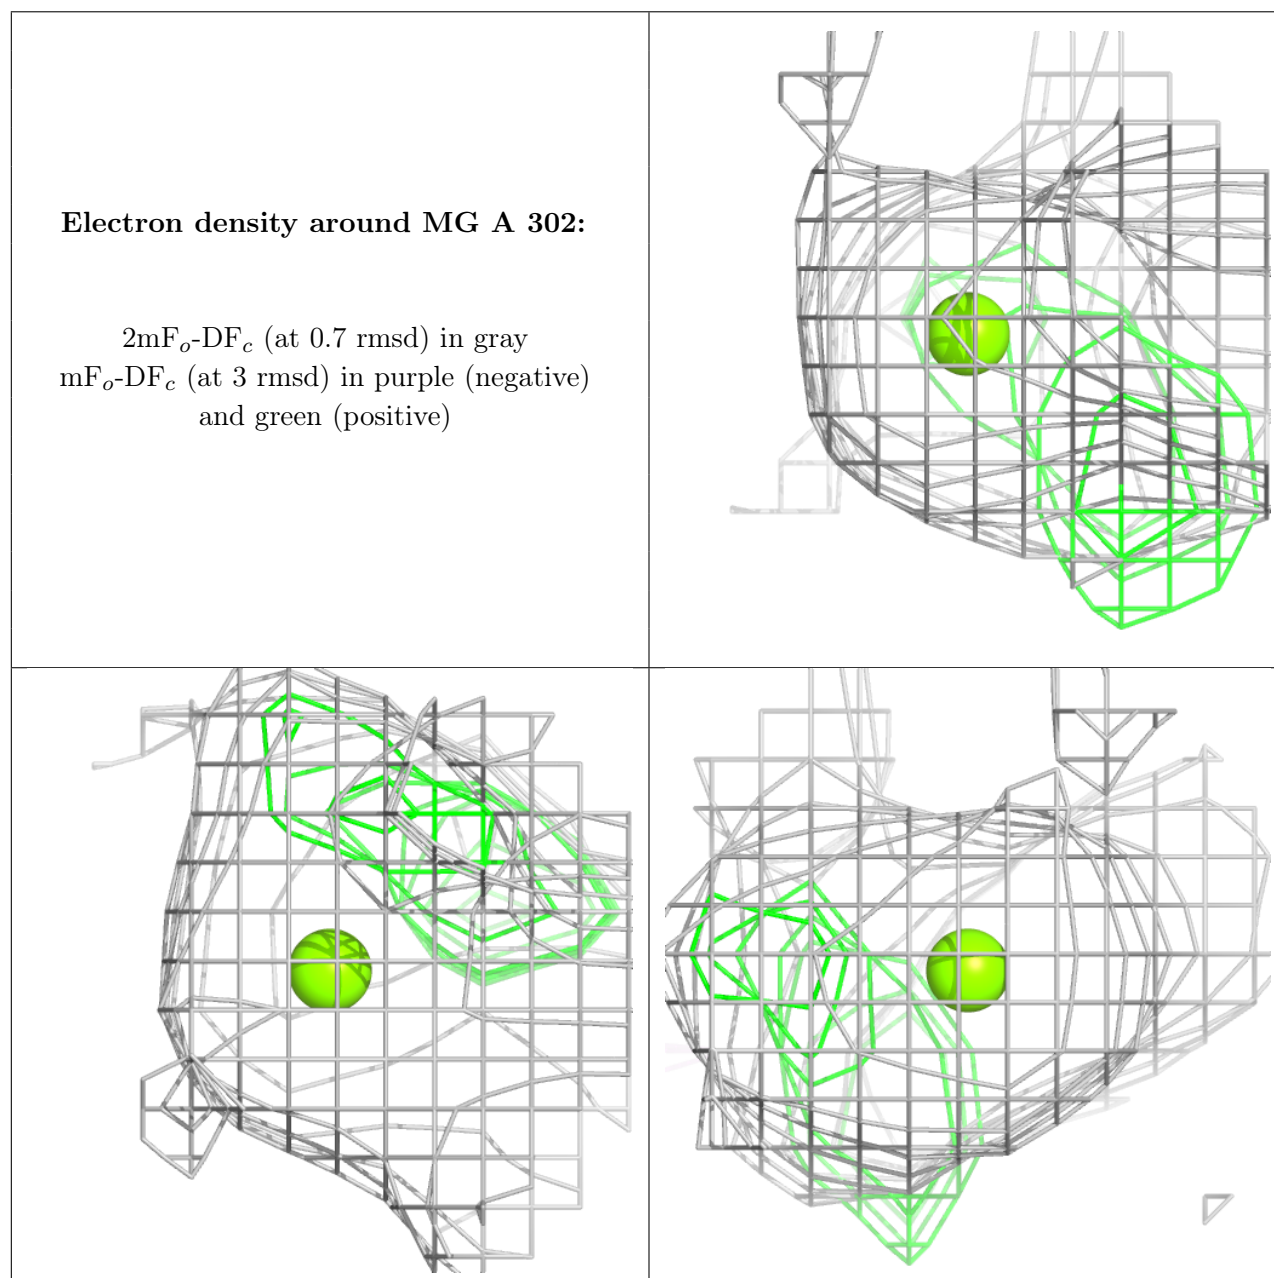 Electron density around MG A 302:
2mFo-DFc (at 0.7 rmsd) in gray
mFo-DFc (at 3 rmsd) in purple (negative)
and green (positive)